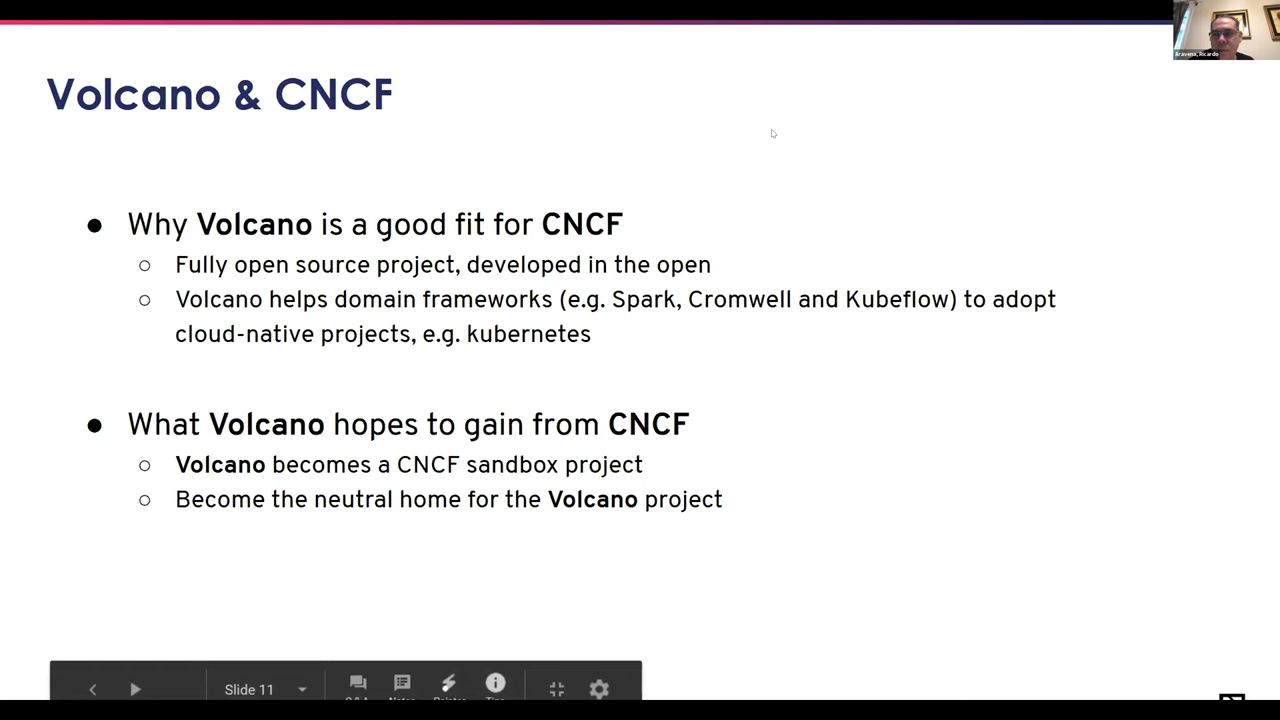 Aravena, Ricardo
Volcano & CNCF
● Why Volcano is a good fit for CNCF
○ Fully open source project, developed in the open
○ Volcano helps domain frameworks (e.g. Spark, Cromwell and Kubeflow) to adopt
cloud-native projects, e.g. kubernetes
● What Volcano hopes to gain from CNCF
○ Volcano becomes a CNCF sandbox project
○ Become the neutral home for the Volcano project
Slide 11